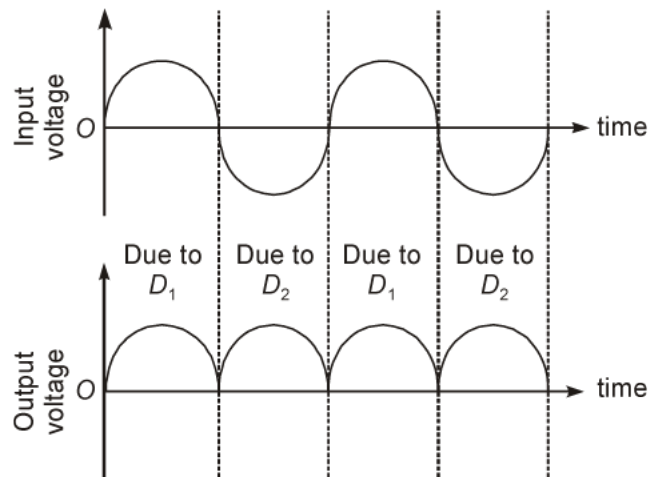 Input
voltage
O
time
Due to
D₁
Due to
D₂
Due to
D₁
Due to
D₂
Output
voltage
O
time